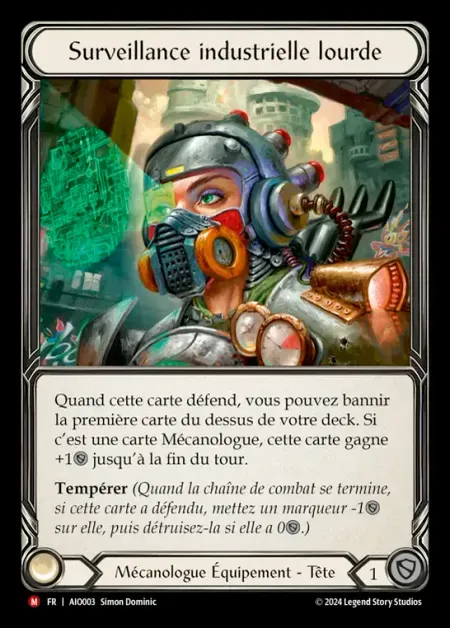 Surveillance industrielle lourde
Quand cette carte défend, vous pouvez bannir
la première carte du dessus de votre deck. Si
c'est une carte Mécanologue, cette carte gagne
+1 jusqu'à la fin du tour.
Tempérer (Quand la chaîne de combat se termine,
si cette carte a défendu, mettez un marqueur -1
sur elle, puis détruisez-la si elle a 0.)
Mécanologue Équipement - Tête
1
M FR | AIO003 Simon Dominic
© 2024 Legend Story Studios